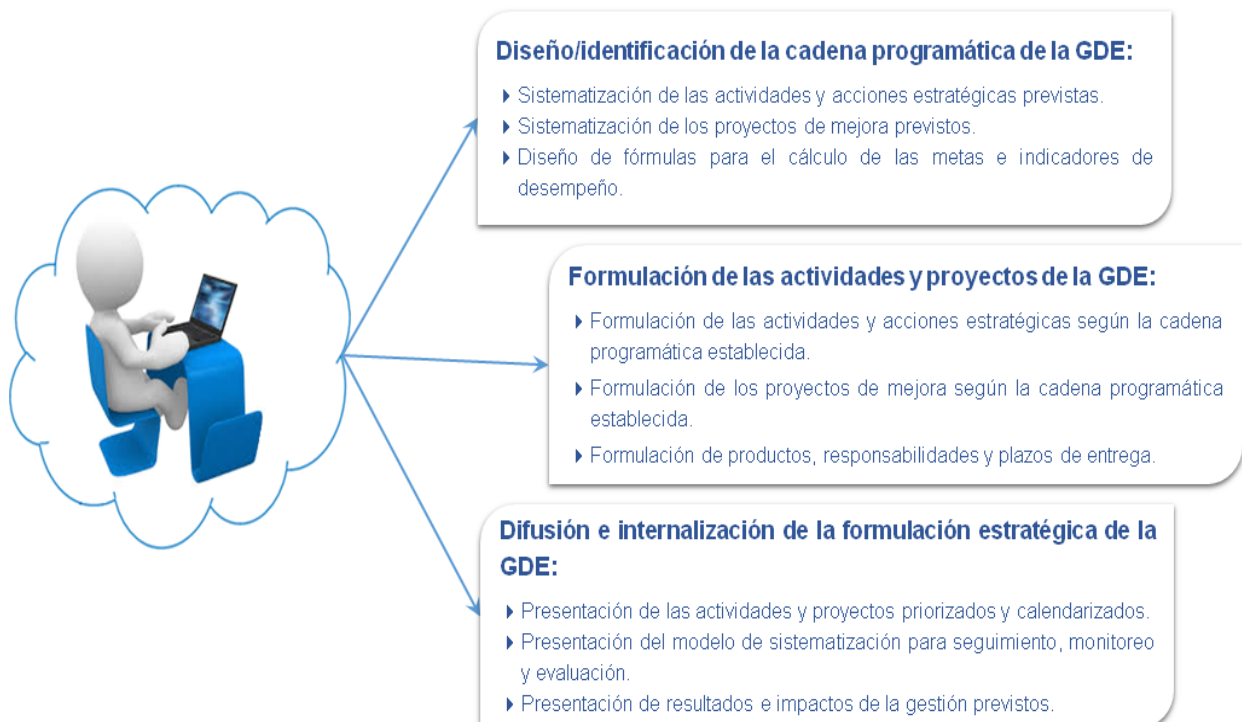 Diseño/identificación de la cadena programática de la GDE:
Sistematización de las actividades y acciones estratégicas previstas.
Sistematización de los proyectos de mejora previstos.
Diseño de fórmulas para el cálculo de las metas e indicadores de
desempeño.
Formulación de las actividades y proyectos de la GDE:
Formulación de las actividades y acciones estratégicas según la cadena
programática establecida.
Formulación de los proyectos de mejora según la cadena programática
establecida.
Formulación de productos, responsabilidades y plazos de entrega.
Difusión e internalización de la formulación estratégica de la
GDE:
Presentación de las actividades y proyectos priorizados y calendarizados.
Presentación del modelo de sistematización para seguimiento, monitoreo
y evaluación.
Presentación de resultados e impactos de la gestión previstos.